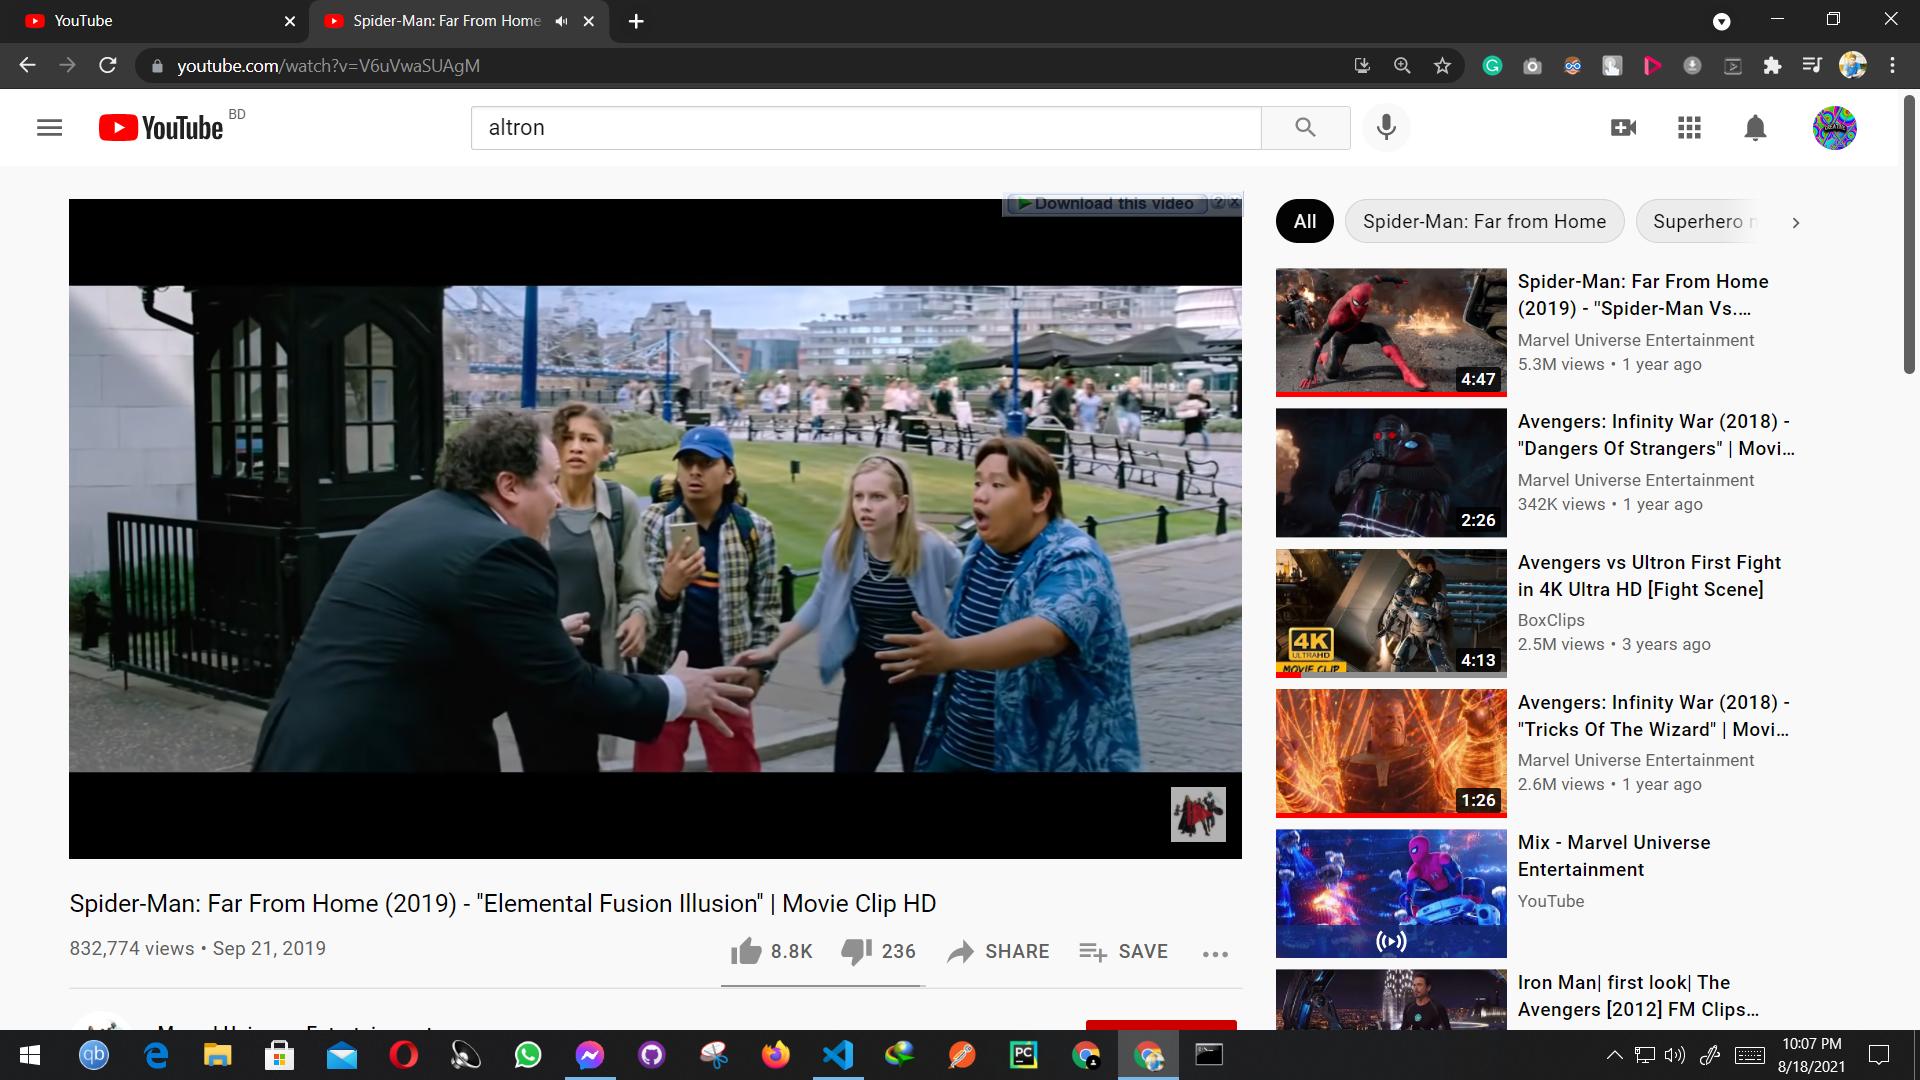 YouTube
Spider-Man: Far From Home
youtube.com/watch?v=V6uVwaSUAgM
YouTube BD
altron
Download this video
All
Spider-Man: Far from Home
Superhero
Spider-Man: Far From Home
(2019) - "Spider-Man Vs....
Marvel Universe Entertainment
5.3M views • 1 year ago
4:47
Avengers: Infinity War (2018) -
"Dangers Of Strangers" | Movi...
Marvel Universe Entertainment
342K views • 1 year ago
2:26
Avengers vs Ultron First Fight
in 4K Ultra HD [Fight Scene]
BoxClips
2.5M views • 3 years ago
4K
ULTRAHD
MOVIE CLIP
4:13
Avengers: Infinity War (2018) -
"Tricks Of The Wizard" | Movi...
Marvel Universe Entertainment
2.6M views • 1 year ago
1:26
Mix - Marvel Universe
Entertainment
YouTube
Iron Man| first look| The
Avengers [2012] FM Clips...
Spider-Man: Far From Home (2019) - "Elemental Fusion Illusion" | Movie Clip HD
832,774 views • Sep 21, 2019
8.8K
236
SHARE
SAVE
qb
PC
10:07 PM
8/18/2021